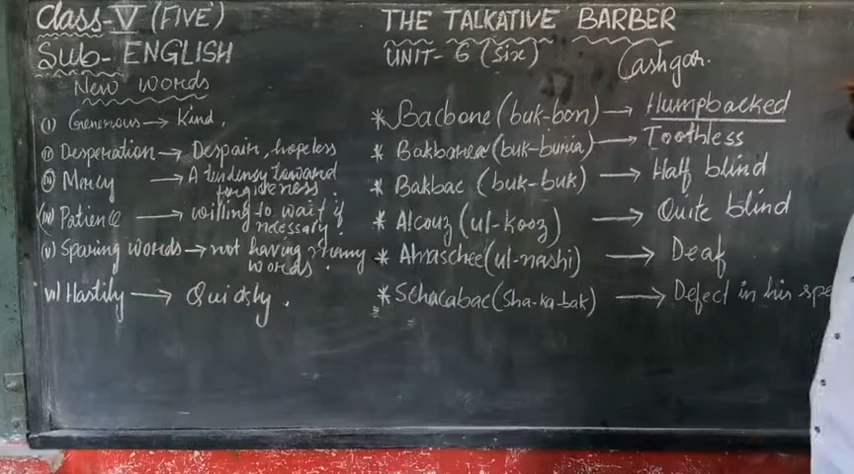 Class-V (FIVE)
Sub- ENGLISH
New words
(i) Generous → Kind,
(ii) Desperation → Despair, hopeless
(iii) Mercy → A tendency toward
forgiveness.
(iv) Patience → willing to wait if
necessary.
(v) Sparing words → not having many
words.
vi) Hastily → Quickly.
THE TALKATIVE BARBER
UNIT- 6 (Six)
Cashgar.
* Bacbone (buk-bon) → Humpbacked
* Bakbarea (buk-buria) → Toothless
* Bakbac (buk-buk) → Half blind
* Alcouz (ul-kooz) → Quite blind
* Alnaschee (ul-nashi) → Deaf
* Schacabac (sha-ka-bak) → Defect in his spe